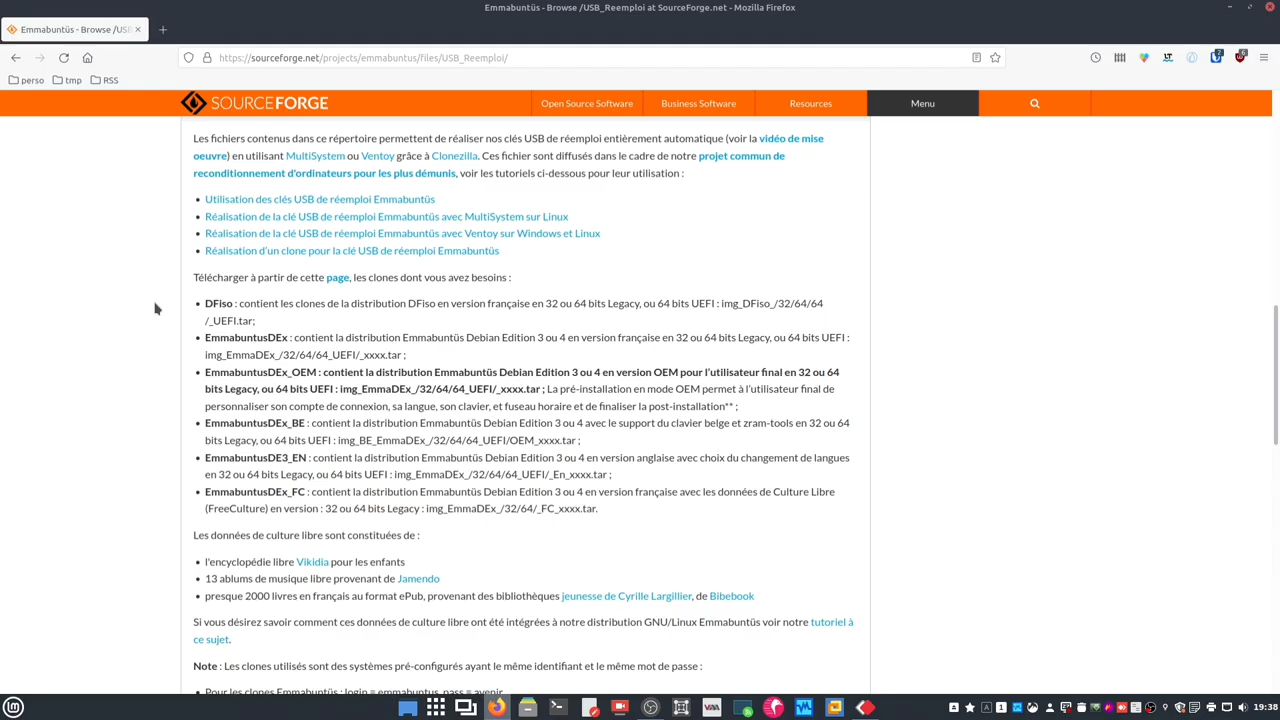 Emmabuntüs - Browse /USB_Reemploi at SourceForge.net - Mozilla Firefox
Emmabuntüs - Browse /USB
https://sourceforge.net/projects/emmabuntus/files/USB_Reemploi/
perso
tmp
RSS
SOURCEFORGE
Open Source Software
Business Software
Resources
Menu
Les fichiers contenus dans ce répertoire permettent de réaliser nos clés USB de réemploi entièrement automatique (voir la vidéo de mise
oeuvre) en utilisant MultiSystem ou Ventoy grâce à Clonezilla. Ces fichier sont diffusés dans le cadre de notre projet commun de
reconditionnement d'ordinateurs pour les plus démunis, voir les tutoriels ci-dessous pour leur utilisation :
• Utilisation des clés USB de réemploi Emmabuntüs
• Réalisation de la clé USB de réemploi Emmabuntüs avec MultiSystem sur Linux
• Réalisation de la clé USB de réemploi Emmabuntüs avec Ventoy sur Windows et Linux
• Réalisation d'un clone pour la clé USB de réemploi Emmabuntüs
Télécharger à partir de cette page, les clones dont vous avez besoins :
• DFiso : contient les clones de la distribution DFiso en version française en 32 ou 64 bits Legacy, ou 64 bits UEFI : img_DFiso_/32/64/64
/_UEFI.tar;
• EmmabuntusDEx : contient la distribution Emmabuntüs Debian Edition 3 ou 4 en version française en 32 ou 64 bits Legacy, ou 64 bits UEFI :
img_EmmaDEx_/32/64/64_UEFI/_xxxx.tar ;
• EmmabuntusDEx_OEM : contient la distribution Emmabuntüs Debian Edition 3 ou 4 en version OEM pour l'utilisateur final en 32 ou 64
bits Legacy, ou 64 bits UEFI : img_EmmaDEx_/32/64/64_UEFI/_xxxx.tar ; La pré-installation en mode OEM permet à l'utilisateur final de
personnaliser son compte de connexion, sa langue, son clavier, et fuseau horaire et de finaliser la post-installation** ;
• EmmabuntusDEx_BE : contient la distribution Emmabuntüs Debian Edition 3 ou 4 avec le support du clavier belge et zram-tools en 32 ou 64
bits Legacy, ou 64 bits UEFI : img_BE_EmmaDEx_/32/64/64_UEFI/OEM_xxxx.tar ;
• EmmabuntusDE3_EN : contient la distribution Emmabuntüs Debian Edition 3 ou 4 en version anglaise avec choix du changement de langues
en 32 ou 64 bits Legacy, ou 64 bits UEFI : img_EmmaDEx_/32/64/64_UEFI/_En_xxxx.tar ;
• EmmabuntusDEx_FC : contient la distribution Emmabuntüs Debian Edition 3 ou 4 en version française avec les données de Culture Libre
(FreeCulture) en version : 32 ou 64 bits Legacy : img_EmmaDEx_/32/64/_FC_xxxx.tar.
Les données de culture libre sont constituées de :
• l'encyclopédie libre Vikidia pour les enfants
• 13 ablums de musique libre provenant de Jamendo
• presque 2000 livres en français au format ePub, provenant des bibliothèques jeunesse de Cyrille Largillier, de Bibebook
Si vous désirez savoir comment ces données de culture libre ont été intégrées à notre distribution GNU/Linux Emmabuntüs voir notre tutoriel à
ce sujet.
Note : Les clones utilisés sont des systèmes pré-configurés ayant le même identifiant et le même mot de passe :
• Pour les clones Emmabuntüs : login = emmabuntus, pass = avenir
19:38